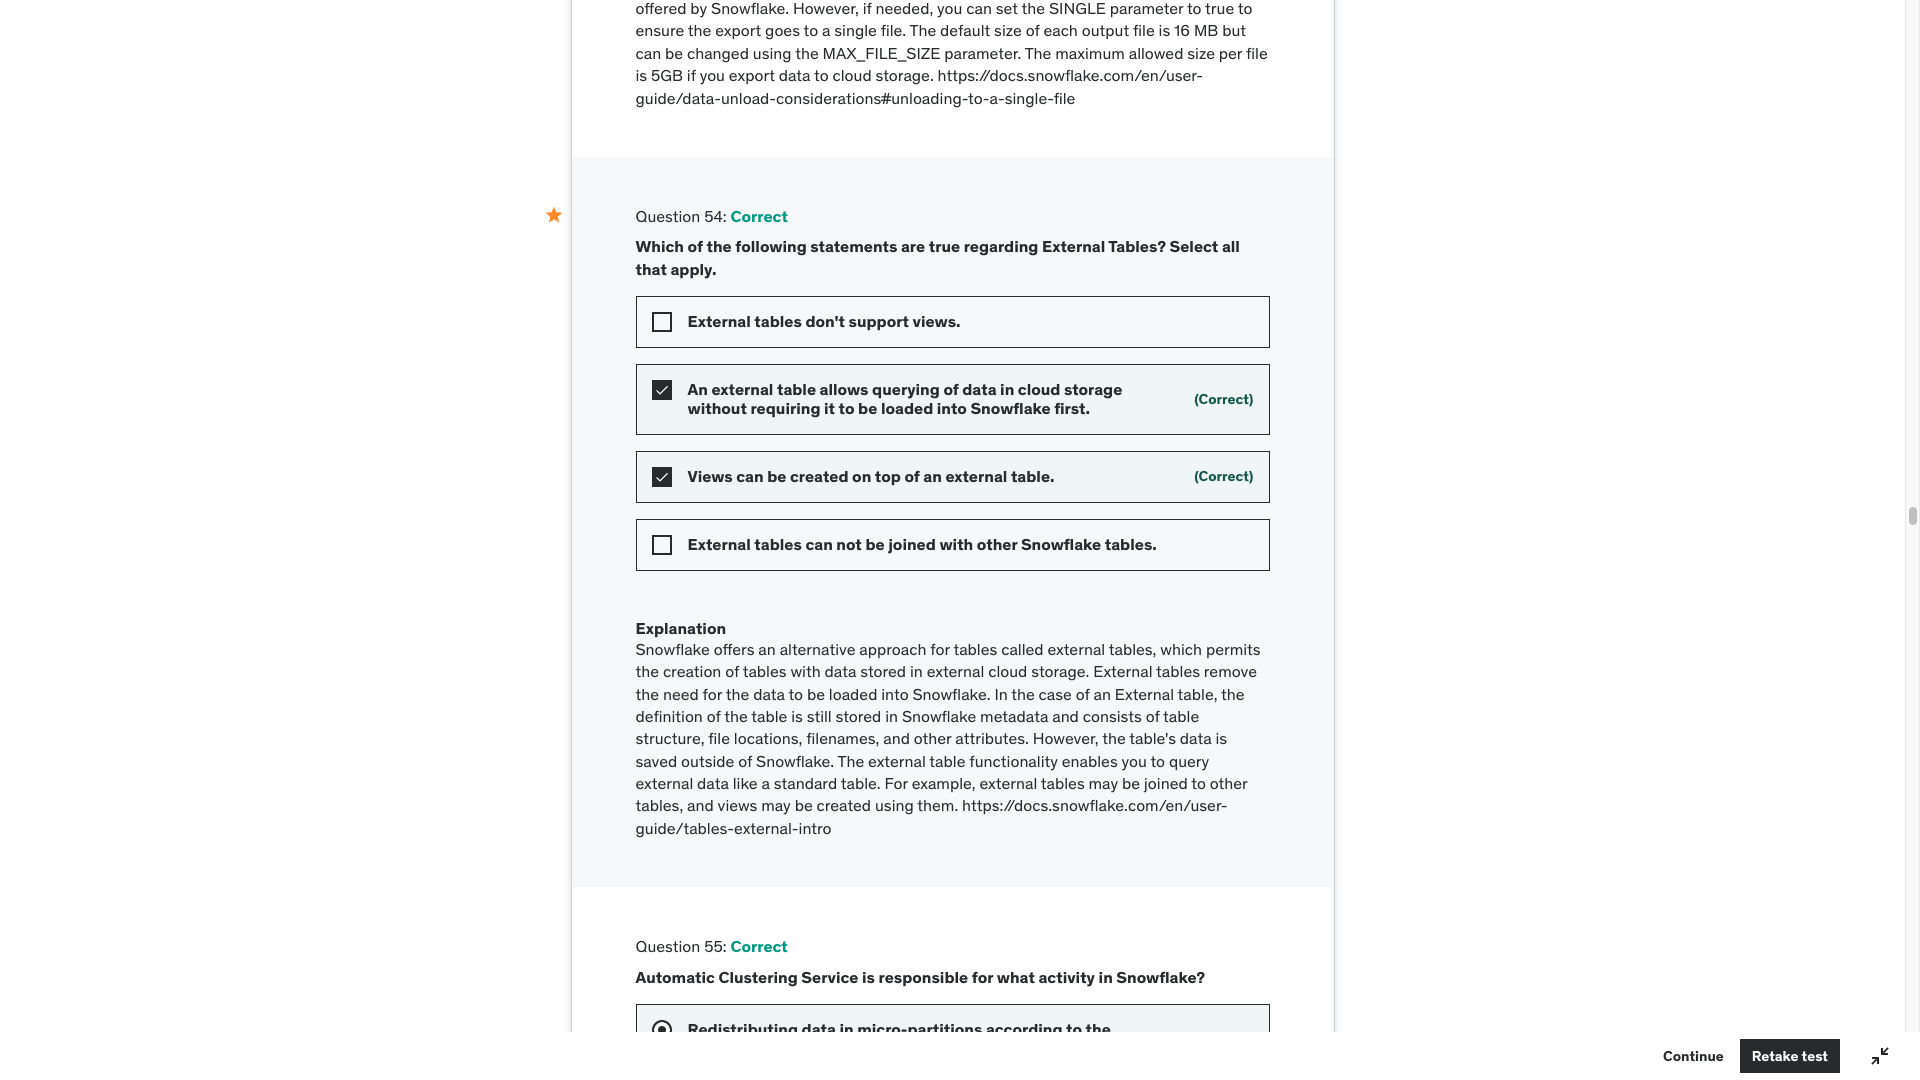 offered by Snowflake. However, if needed, you can set the SINGLE parameter to true to
ensure the export goes to a single file. The default size of each output file is 16 MB but
can be changed using the MAX_FILE_SIZE parameter. The maximum allowed size per file
is 5GB if you export data to cloud storage. https://docs.snowflake.com/en/user-
guide/data-unload-considerations#unloading-to-a-single-file
Question 54: Correct
Which of the following statements are true regarding External Tables? Select all
that apply.
External tables don't support views.
An external table allows querying of data in cloud storage
without requiring it to be loaded into Snowflake first.
(Correct)
Views can be created on top of an external table.
(Correct)
External tables can not be joined with other Snowflake tables.
Explanation
Snowflake offers an alternative approach for tables called external tables, which permits
the creation of tables with data stored in external cloud storage. External tables remove
the need for the data to be loaded into Snowflake. In the case of an External table, the
definition of the table is still stored in Snowflake metadata and consists of table
structure, file locations, filenames, and other attributes. However, the table's data is
saved outside of Snowflake. The external table functionality enables you to query
external data like a standard table. For example, external tables may be joined to other
tables, and views may be created using them. https://docs.snowflake.com/en/user-
guide/tables-external-intro
Question 55: Correct
Automatic Clustering Service is responsible for what activity in Snowflake?
Redistributing data in micro-partitions according to the
Continue
Retake test